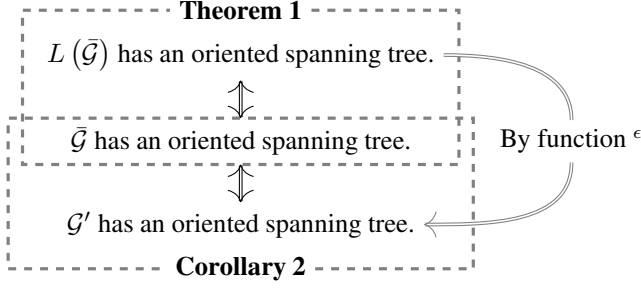 Theorem 1
L (𝒢̄) has an oriented spanning tree.
𝒢̄ has an oriented spanning tree.
By function ϵ
𝒢′ has an oriented spanning tree.
Corollary 2